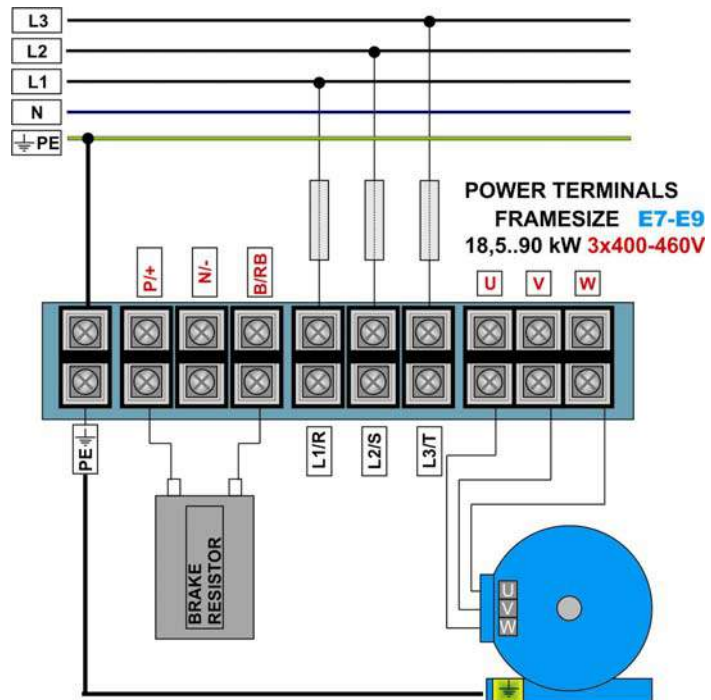 L3
L2
L1
N
PE
POWER TERMINALS
FRAMESIZE E7-E9
18,5..90 kW 3x400-460V
P/+
N/-
B/RB
U
V
W
PE
L1/R
L2/S
L3/T
BRAKE
RESISTOR
U
V
W